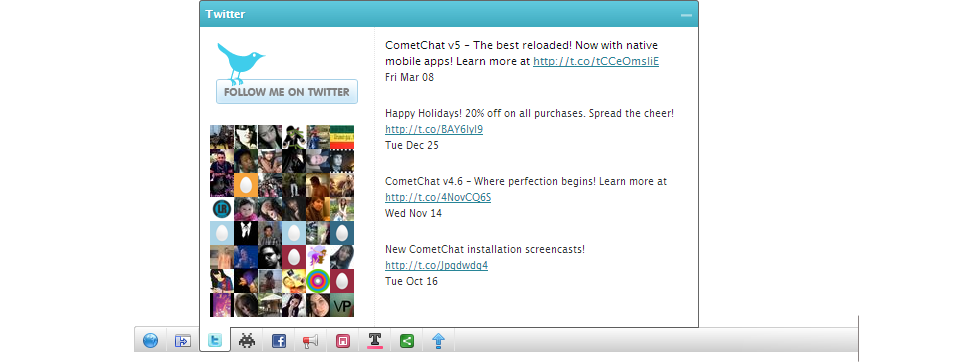 Twitter
FOLLOW ME ON TWITTER
CometChat v5 - The best reloaded! Now with native
mobile apps! Learn more at http://t.co/tCCeOmsIiE
Fri Mar 08
Happy Holidays! 20% off on all purchases. Spread the cheer!
http://t.co/BAY6IyI9
Tue Dec 25
CometChat v4.6 - Where perfection begins! Learn more at
http://t.co/4NovCQ6S
Wed Nov 14
New CometChat installation screencasts!
http://t.co/Jpqdwdq4
Tue Oct 16
VP